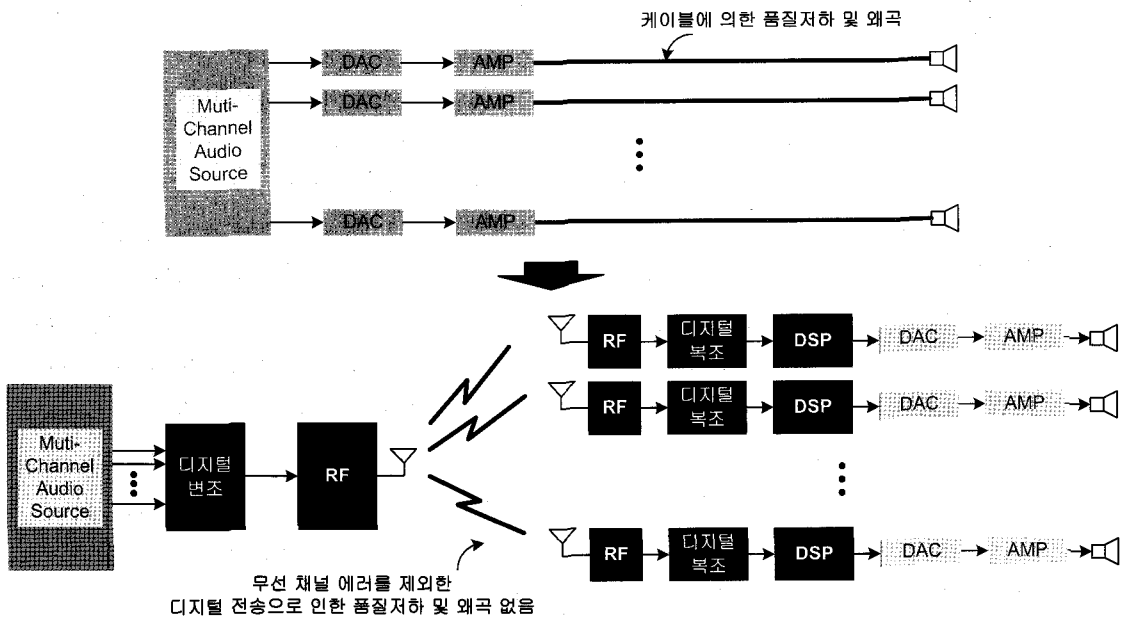 케이블에 의한 품질저하 및 왜곡
Muti-
Channel
Audio
Source
DAC
AMP
DAC
AMP
DAC
AMP
RF
디지털
복조
DSP
DAC
AMP
RF
디지털
복조
DSP
DAC
AMP
Muti-
Channel
Audio
Source
디지털
변조
RF
RF
디지털
복조
DSP
DAC
AMP
무선 채널 에러를 제외한
디지털 전송으로 인한 품질저하 및 왜곡 없음